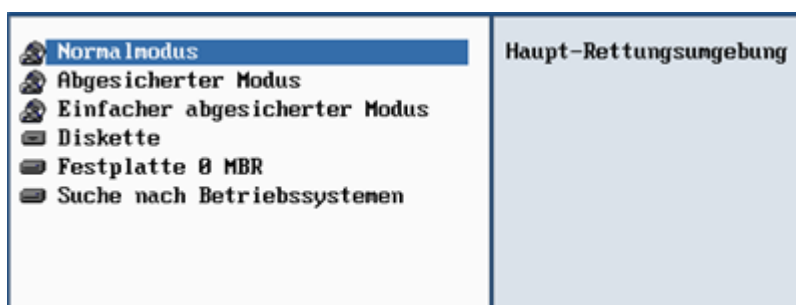 Normalmodus
Abgesicherter Modus
Einfacher abgesicherter Modus
Diskette
Festplatte 0 MBR
Suche nach Betriebssystemen
Haupt-Rettungsumgebung